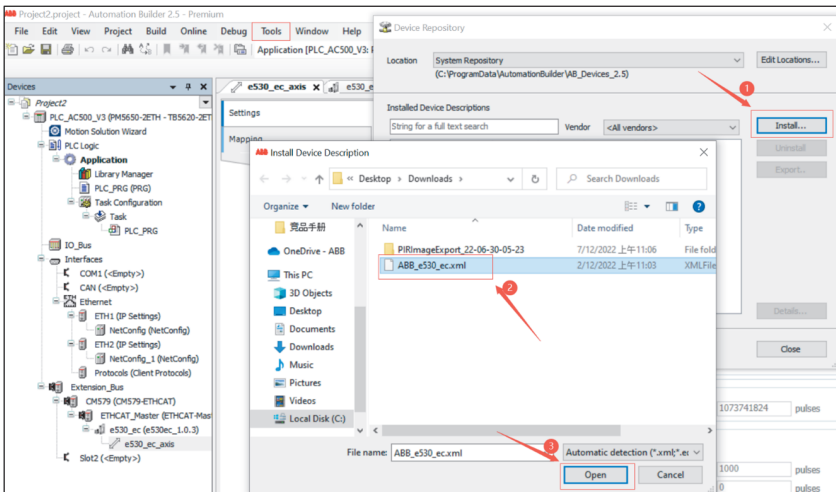 Project2.project - Automation Builder 2.5 - Premium
File Edit View Project Build Online Debug Tools Window Help
Application [PLC_AC500_V3:
Devices
Project2
PLC_AC500_V3 (PM5650-2ETH - TB5620-2ET
Motion Solution Wizard
PLC Logic
Application
Library Manager
PLC_PRG (PRG)
Task Configuration
Task
PLC_PRG
IO_Bus
Interfaces
COM1 (<Empty>)
CAN (<Empty>)
Ethernet
ETH1 (IP Settings)
NetConfig (NetConfig)
ETH2 (IP Settings)
NetConfig_1 (NetConfig)
Protocols (Client Protocols)
Extension_Bus
CM579 (CM579-ETHCAT)
ETHCAT_Master (ETHCAT-Mas
e530_ec (e530ec_1.0.3)
e530_ec_axis
Slot2 (<Empty>)
e530_ec_axis
e530_e
Settings
Mapping
Device Repository
Location
System Repository
Edit Locations...
(C:\ProgramData\AutomationBuilder\AB_Devices_2.5)
1
Installed Device Descriptions
String for a full text search
Vendor
<All vendors>
Install...
Uninstall
Export...
Details...
Close
1073741824 pulses
1000 pulses
0 pulses
ABB Install Device Description
« Desktop > Downloads >
Search Downloads
Organize
New folder
Name
Date modified
Type
竞品手册
OneDrive - ABB
This PC
3D Objects
Desktop
Documents
Downloads
Music
Pictures
Videos
Local Disk (C:)
PIRImageExport_22-06-30-05-23
7/12/2022 上午11:06
File fold
ABB_e530_ec.xml
2/12/2022 上午11:03
XMLFile
2
3
File name:
ABB_e530_ec.xml
Automatic detection (*.xml;*.e
Open
Cancel